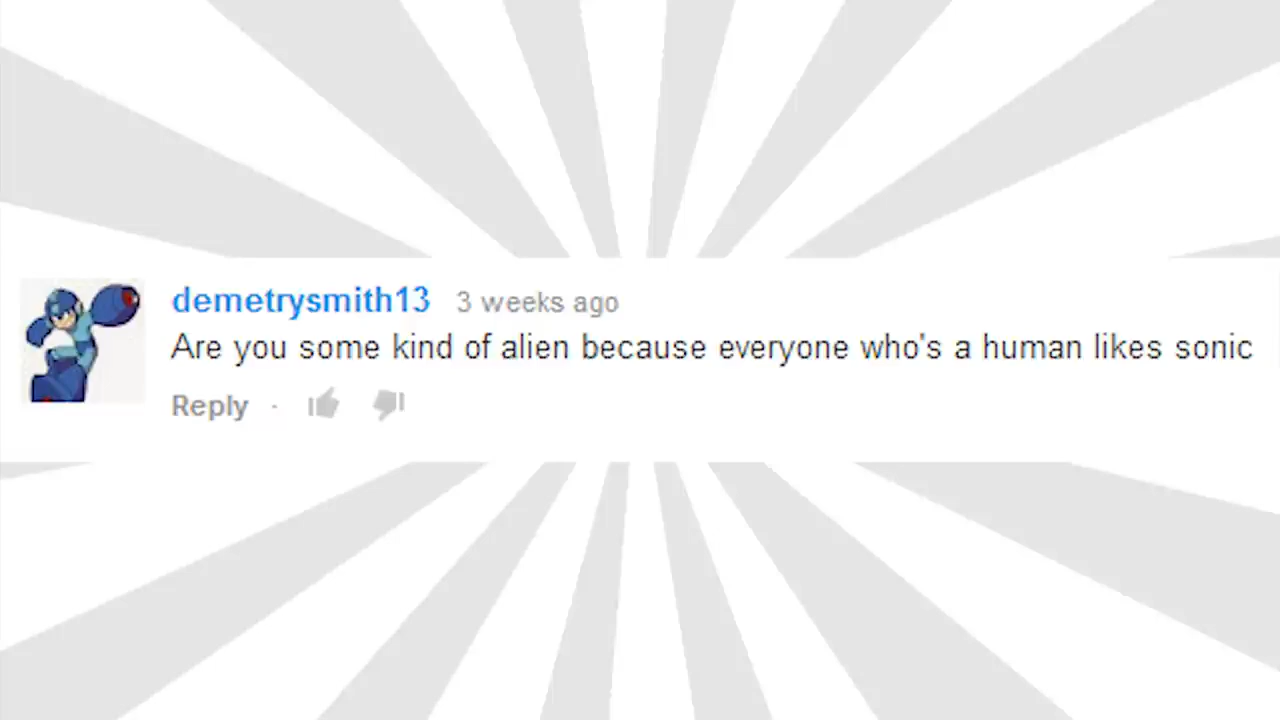 demetrysmith13 3 weeks ago
Are you some kind of alien because everyone who's a human likes sonic
Reply ·